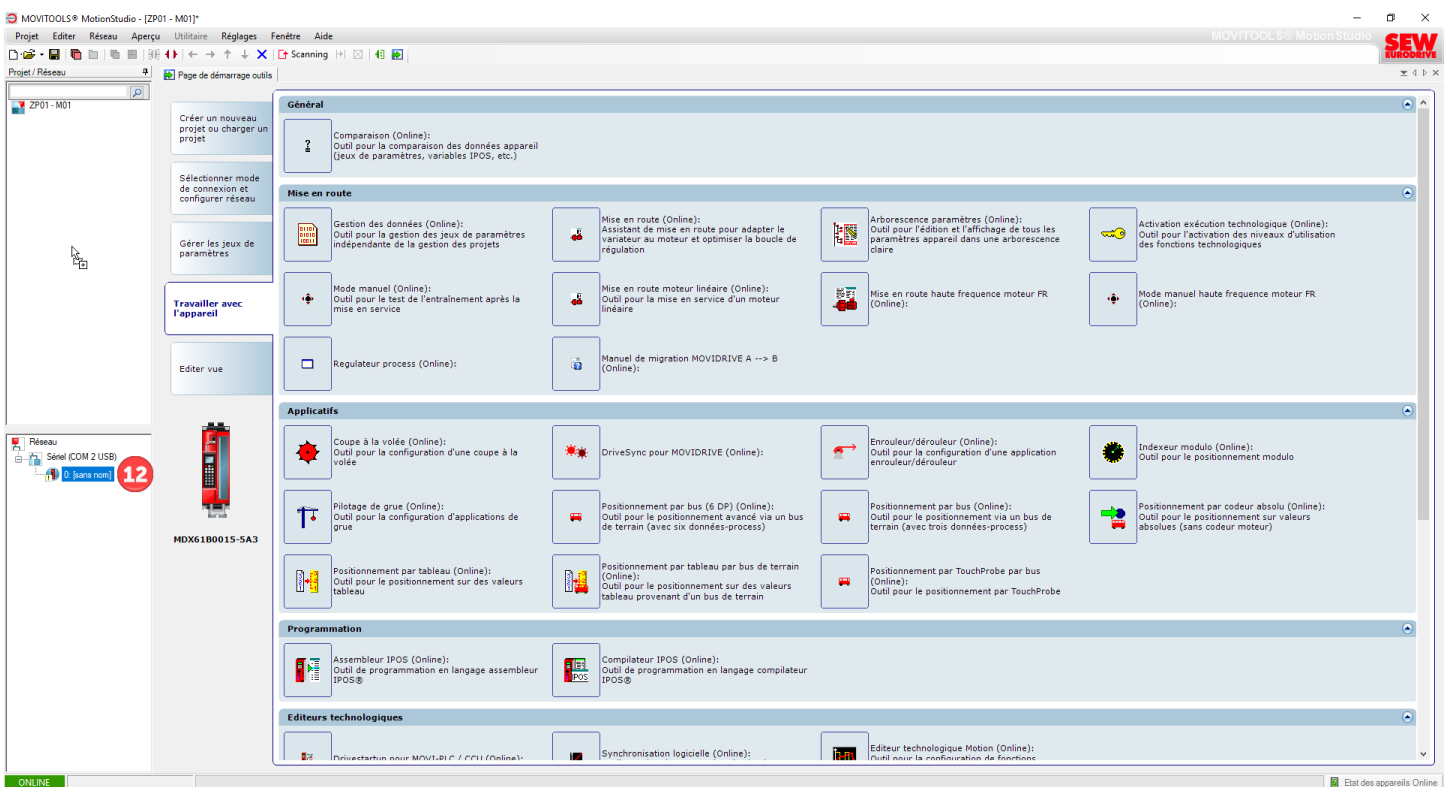 MOVITOOLS® MotionStudio - [ZP01 - M01]*
Projet Editer Réseau Aperçu Utilitaire Réglages Fenêtre Aide
MOVITOOLS® MotionStudio
SEW
EURODRIVE
Scanning
Projet / Réseau
Page de démarrage outils
ZP01 - M01
Créer un nouveau
projet ou charger un
projet
Sélectionner mode
de connexion et
configurer réseau
Gérer les jeux de
paramètres
Travailler avec
l'appareil
Editer vue
MDX61B0015-5A3
Réseau
Sériel (COM 2 USB)
0: [sans nom]
12
Général
Comparaison (Online):
Outil pour la comparaison des données appareil
(jeux de paramètres, variables IPOS, etc.)
Mise en route
Gestion des données (Online):
Outil pour la gestion des jeux de paramètres
indépendante de la gestion des projets
Mise en route (Online):
Assistant de mise en route pour adapter le
variateur au moteur et optimiser la boucle de
régulation
Arborescence paramètres (Online):
Outil pour l'édition et l'affichage de tous les
paramètres appareil dans une arborescence
claire
Activation exécution technologique (Online):
Outil pour l'activation des niveaux d'utilisation
des fonctions technologiques
Mode manuel (Online):
Outil pour le test de l'entraînement après la
mise en service
Mise en route moteur linéaire (Online):
Outil pour la mise en service d'un moteur
linéaire
Mise en route haute frequence moteur FR
(Online):
Mode manuel haute frequence moteur FR
(Online):
Regulateur process (Online):
Manuel de migration MOVIDRIVE A --> B
(Online):
Applicatifs
Coupe à la volée (Online):
Outil pour la configuration d'une coupe à la
volée
DriveSync pour MOVIDRIVE (Online):
Enrouleur/dérouleur (Online):
Outil pour la configuration d'une application
enrouleur/dérouleur
Indexeur modulo (Online):
Outil pour le positionnement modulo
Pilotage de grue (Online):
Outil pour la configuration d'applications de
grue
Positionnement par bus (6 DP) (Online):
Outil pour le positionnement avancé via un bus
de terrain (avec six données-process)
Positionnement par bus (Online):
Outil pour le positionnement via un bus de
terrain (avec trois données-process)
Positionnement par codeur absolu (Online):
Outil pour le positionnement sur valeurs
absolues (sans codeur moteur)
Positionnement par tableau (Online):
Outil pour le positionnement sur des valeurs
tableau
Positionnement par tableau par bus de terrain
(Online):
Outil pour le positionnement sur des valeurs
tableau provenant d'un bus de terrain
Positionnement par TouchProbe par bus
(Online):
Outil pour le positionnement par TouchProbe
Programmation
Assembleur IPOS (Online):
Outil de programmation en langage assembleur
IPOS®
IPOS
Compilateur IPOS (Online):
Outil de programmation en langage compilateur
IPOS®
Editeurs technologiques
Drivestartup pour MOVI-PLC / CCU (Online):
Synchronisation logicielle (Online):
Editeur technologique Motion (Online):
Outil pour la configuration de fonctions
ONLINE
Etat des appareils Online